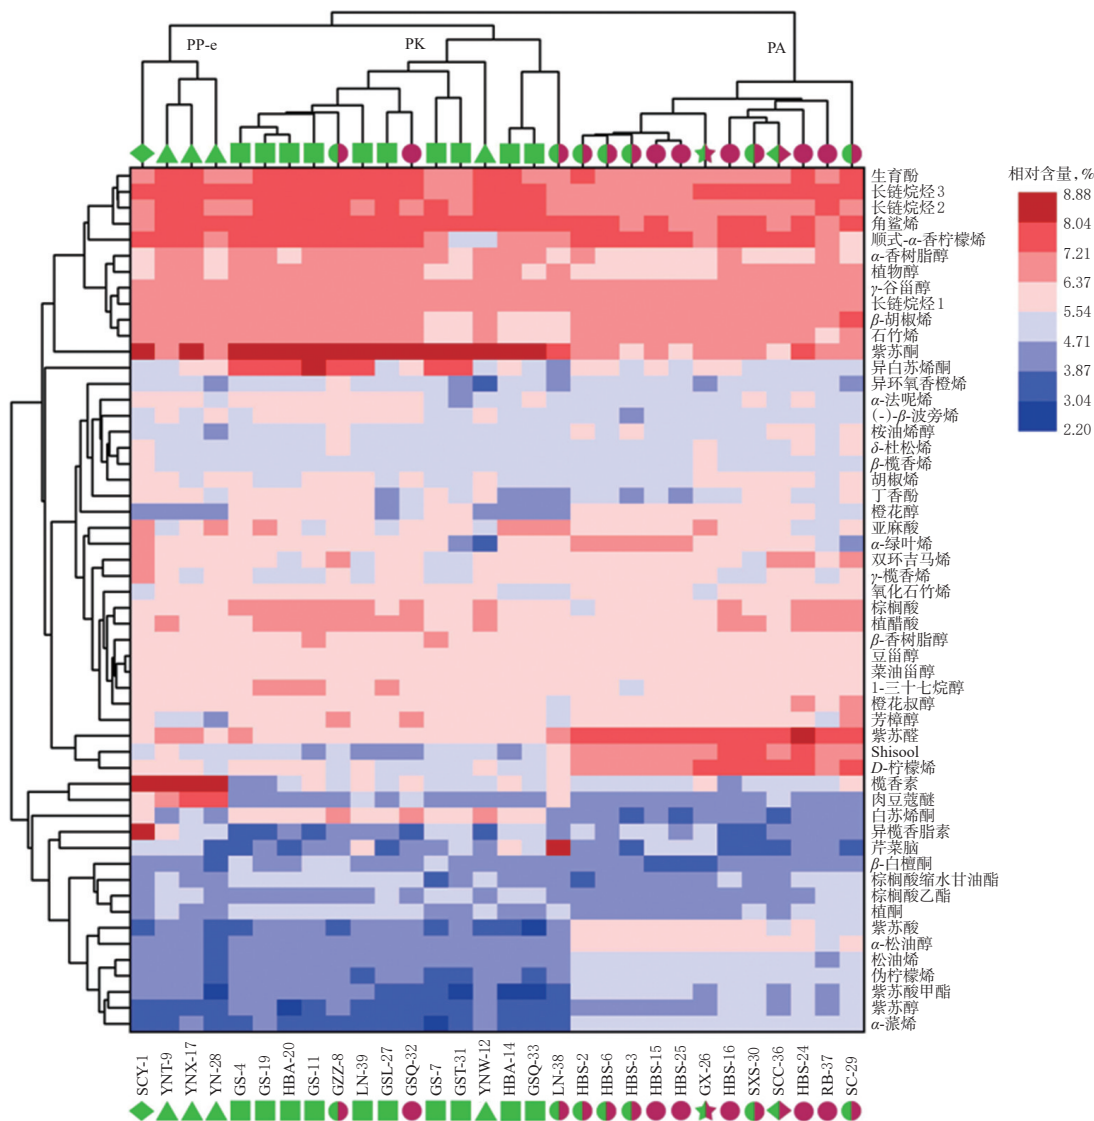 PP-e
PK
PA
生育酚
长链烷烃3
长链烷烃2
角鲨烯
顺式-α-香柠檬烯
α-香树脂醇
植物醇
γ-谷甾醇
长链烷烃1
β-胡椒烯
石竹烯
紫苏酮
异白苏烯酮
异环氧香橙烯
α-法呢烯
(-)-β-波旁烯
桉油烯醇
δ-杜松烯
β-榄香烯
胡椒烯
丁香酚
橙花醇
亚麻酸
α-绿叶烯
双环吉马烯
γ-榄香烯
氧化石竹烯
棕榈酸
植醋酸
β-香树脂醇
豆甾醇
菜油甾醇
1-三十七烷醇
橙花叔醇
芳樟醇
紫苏醛
Shisool
D-柠檬烯
榄香素
肉豆蔻醚
白苏烯酮
异榄香脂素
芹菜脑
β-白檀酮
棕榈酸缩水甘油酯
棕榈酸乙酯
植酮
紫苏酸
α-松油醇
松油烯
伪柠檬烯
紫苏酸甲酯
紫苏醇
α-蒎烯
相对含量,%
8.88
8.04
7.21
6.37
5.54
4.71
3.87
3.04
2.20
SCY-1
YNT-9
YNX-17
YN-28
GS-4
GS-19
HBA-20
GS-11
GZZ-8
LN-39
GSL-27
GSQ-32
GS-7
GST-31
YNW-12
HBA-14
GSQ-33
LN-38
HBS-2
HBS-6
HBS-3
HBS-15
HBS-25
GX-26
HBS-16
SXS-30
SCC-36
HBS-24
RB-37
SC-29